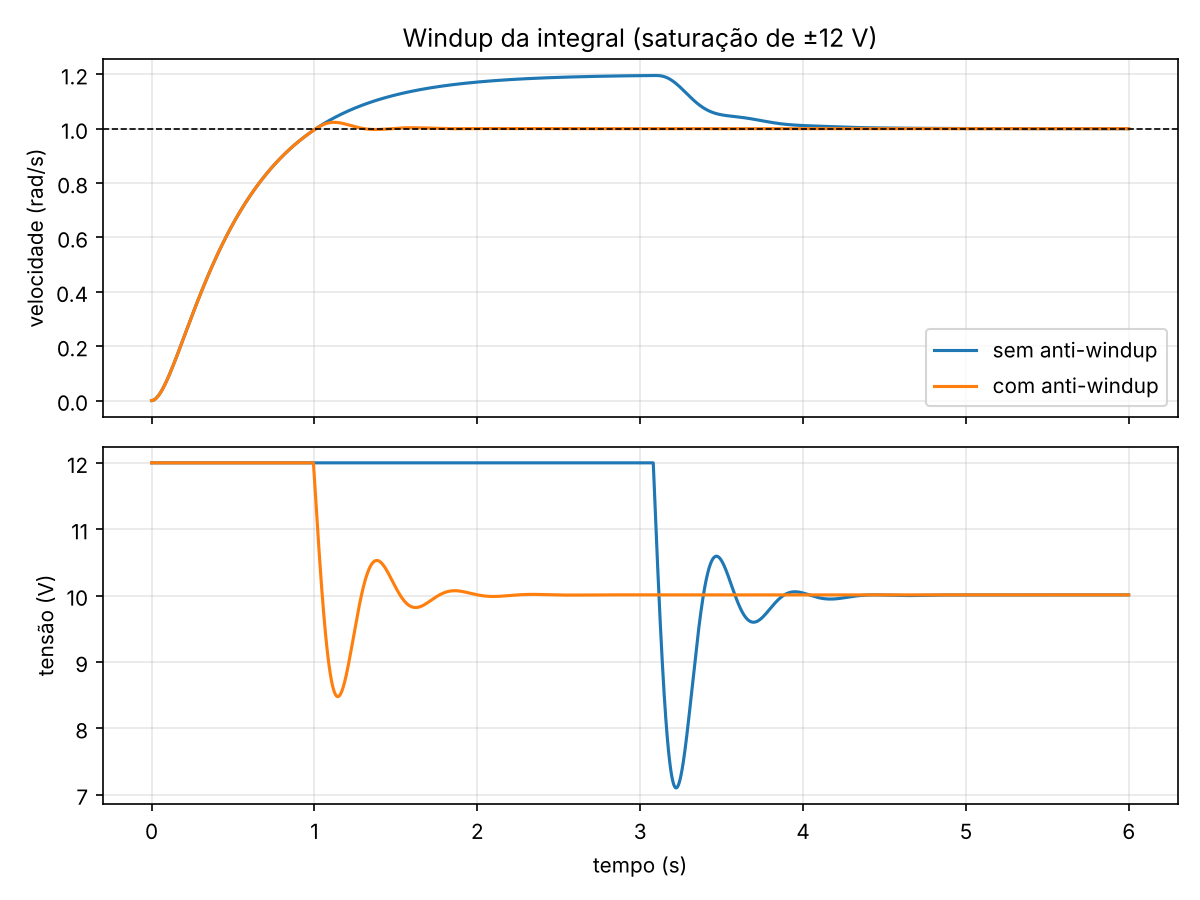 Windup da integral (saturação de ±12 V)
1.2
1.0
0.8
0.6
0.4
0.2
0.0
velocidade (rad/s)
sem anti-windup
com anti-windup
12
11
10
9
8
7
tensão (V)
0 1 2 3 4 5 6
tempo (s)